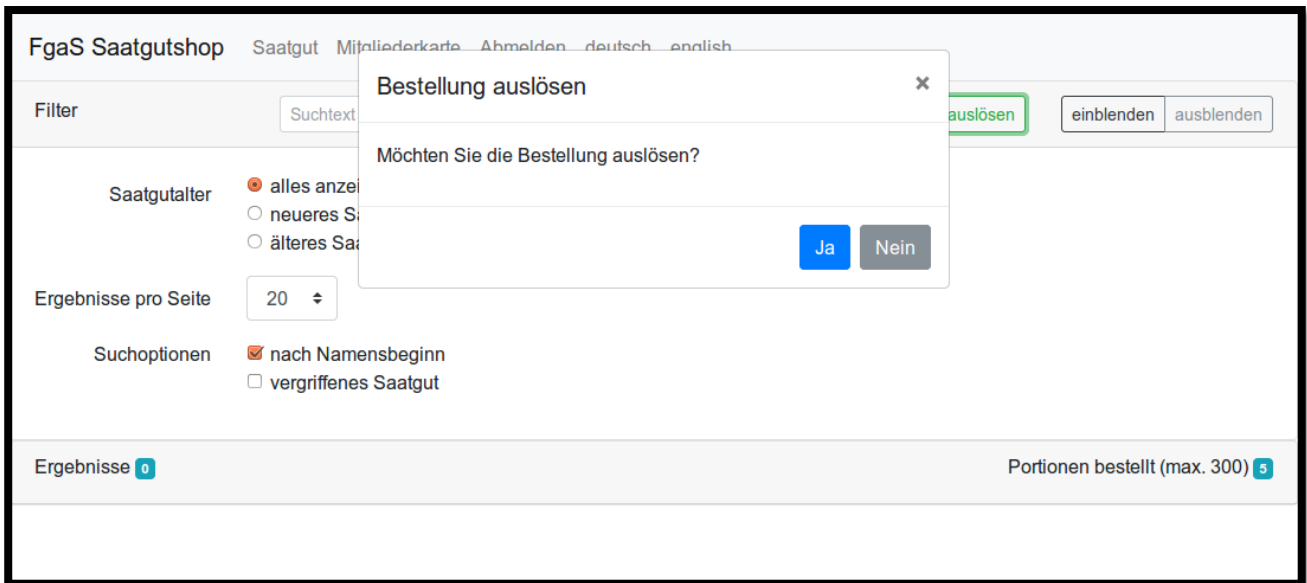 FgaS Saatgutshop Saatgut Mitgliederkarte Abmelden deutsch english
Bestellung auslösen ×
Filter Suchtext auslösen einblenden ausblenden
Möchten Sie die Bestellung auslösen?
Saatgutalter alles anzei
neueres Sa
älteres Saa
Ja Nein
Ergebnisse pro Seite 20
Suchoptionen nach Namensbeginn
vergriffenes Saatgut
Ergebnisse 0 Portionen bestellt (max. 300) 5